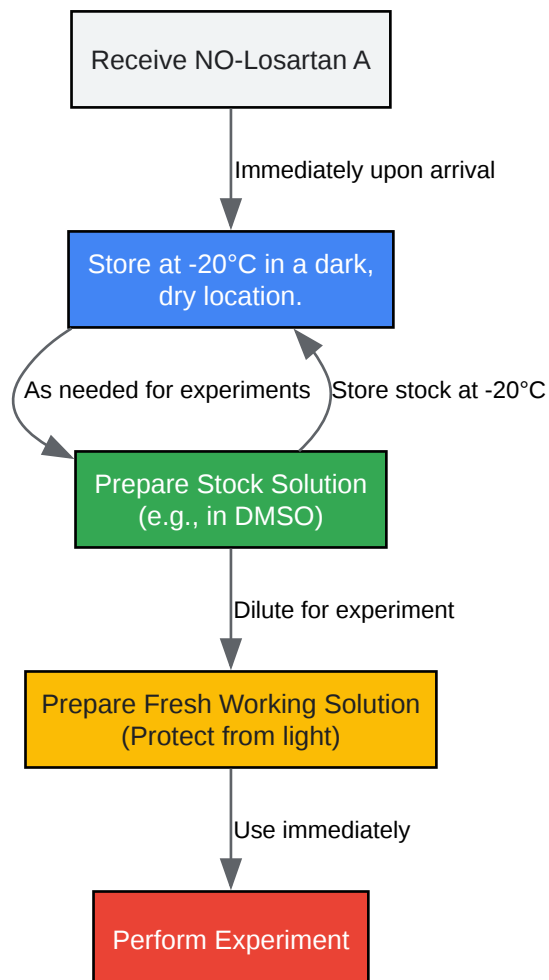 Receive NO-Losartan A
Immediately upon arrival
Store at -20°C in a dark,
dry location.
As needed for experiments
Store stock at -20°C
Prepare Stock Solution
(e.g., in DMSO)
Dilute for experiment
Prepare Fresh Working Solution
(Protect from light)
Use immediately
Perform Experiment